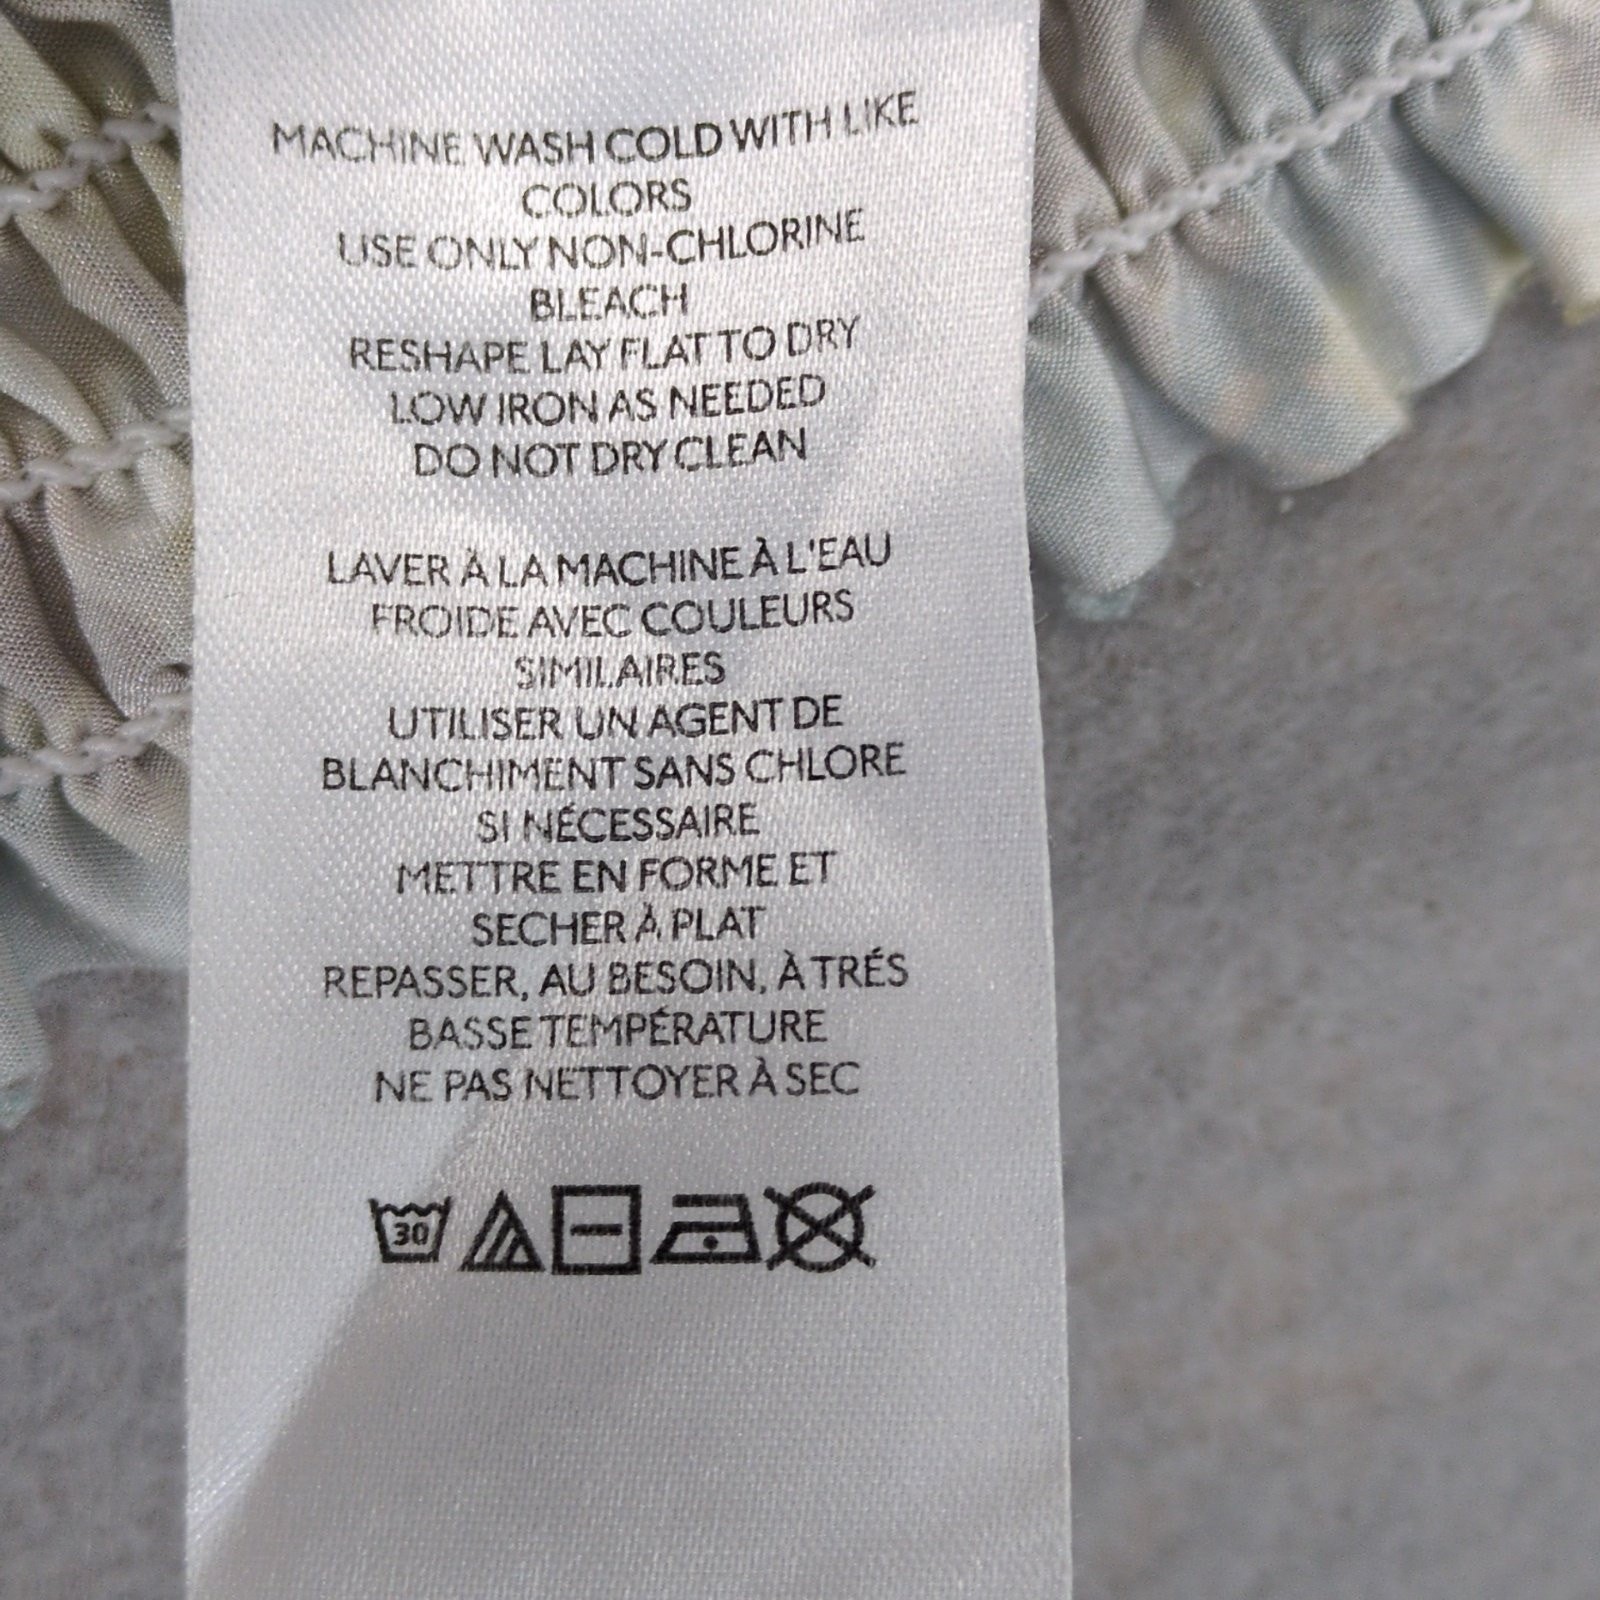 MACHINE WASH COLD WITH LIKE
COLORS
USE ONLY NON-CHLORINE
BLEACH
RESHAPE LAY FLAT TO DRY
LOW IRON AS NEEDED
DO NOT DRY CLEAN
LAVER À LA MACHINE À L'EAU
FROIDE AVEC COULEURS
SIMILAIRES
UTILISER UN AGENT DE
BLANCHIMENT SANS CHLORE
SI NÉCESSAIRE
METTRE EN FORME ET
SECHER À PLAT
REPASSER, AU BESOIN, À TRÉS
BASSE TEMPÉRATURE
NE PAS NETTOYER À SEC
30